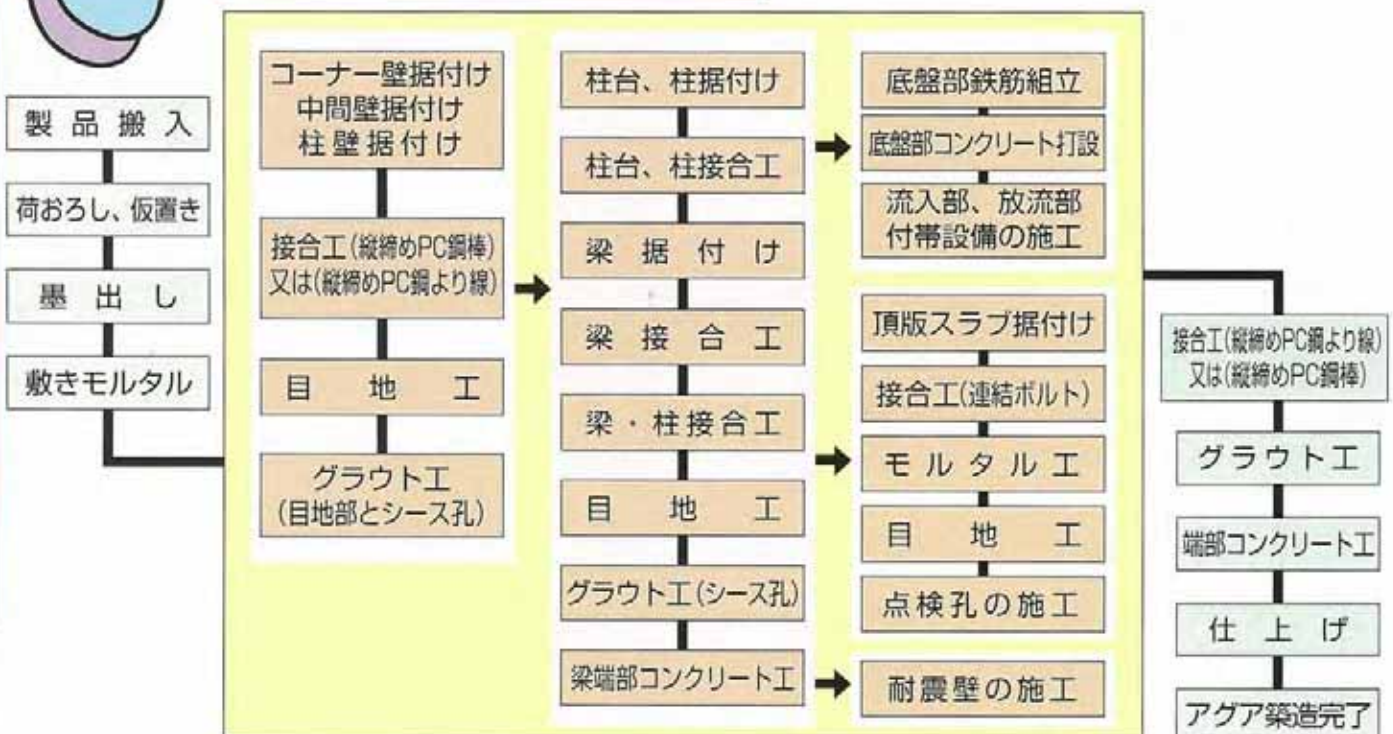 製品搬入
荷おろし、仮置き
墨出し
敷きモルタル
コーナー壁据付け
中間壁据付け
柱壁据付け
接合工(縦締めPC鋼棒)
又は(縦締めPC鋼より線)
目地工
グラウト工
(目地部とシース孔)
柱台、柱据付け
柱台、柱接合工
梁据付け
梁接合工
梁・柱接合工
目地工
グラウト工(シース孔)
梁端部コンクリート工
底盤部鉄筋組立
底盤部コンクリート打設
流入部、放流部
付帯設備の施工
頂版スラブ据付け
接合工(連結ボルト)
モルタル工
目地工
点検孔の施工
耐震壁の施工
接合工(縦締めPC鋼より線)
又は(縦締めPC鋼棒)
グラウト工
端部コンクリート工
仕上げ
アグア築造完了